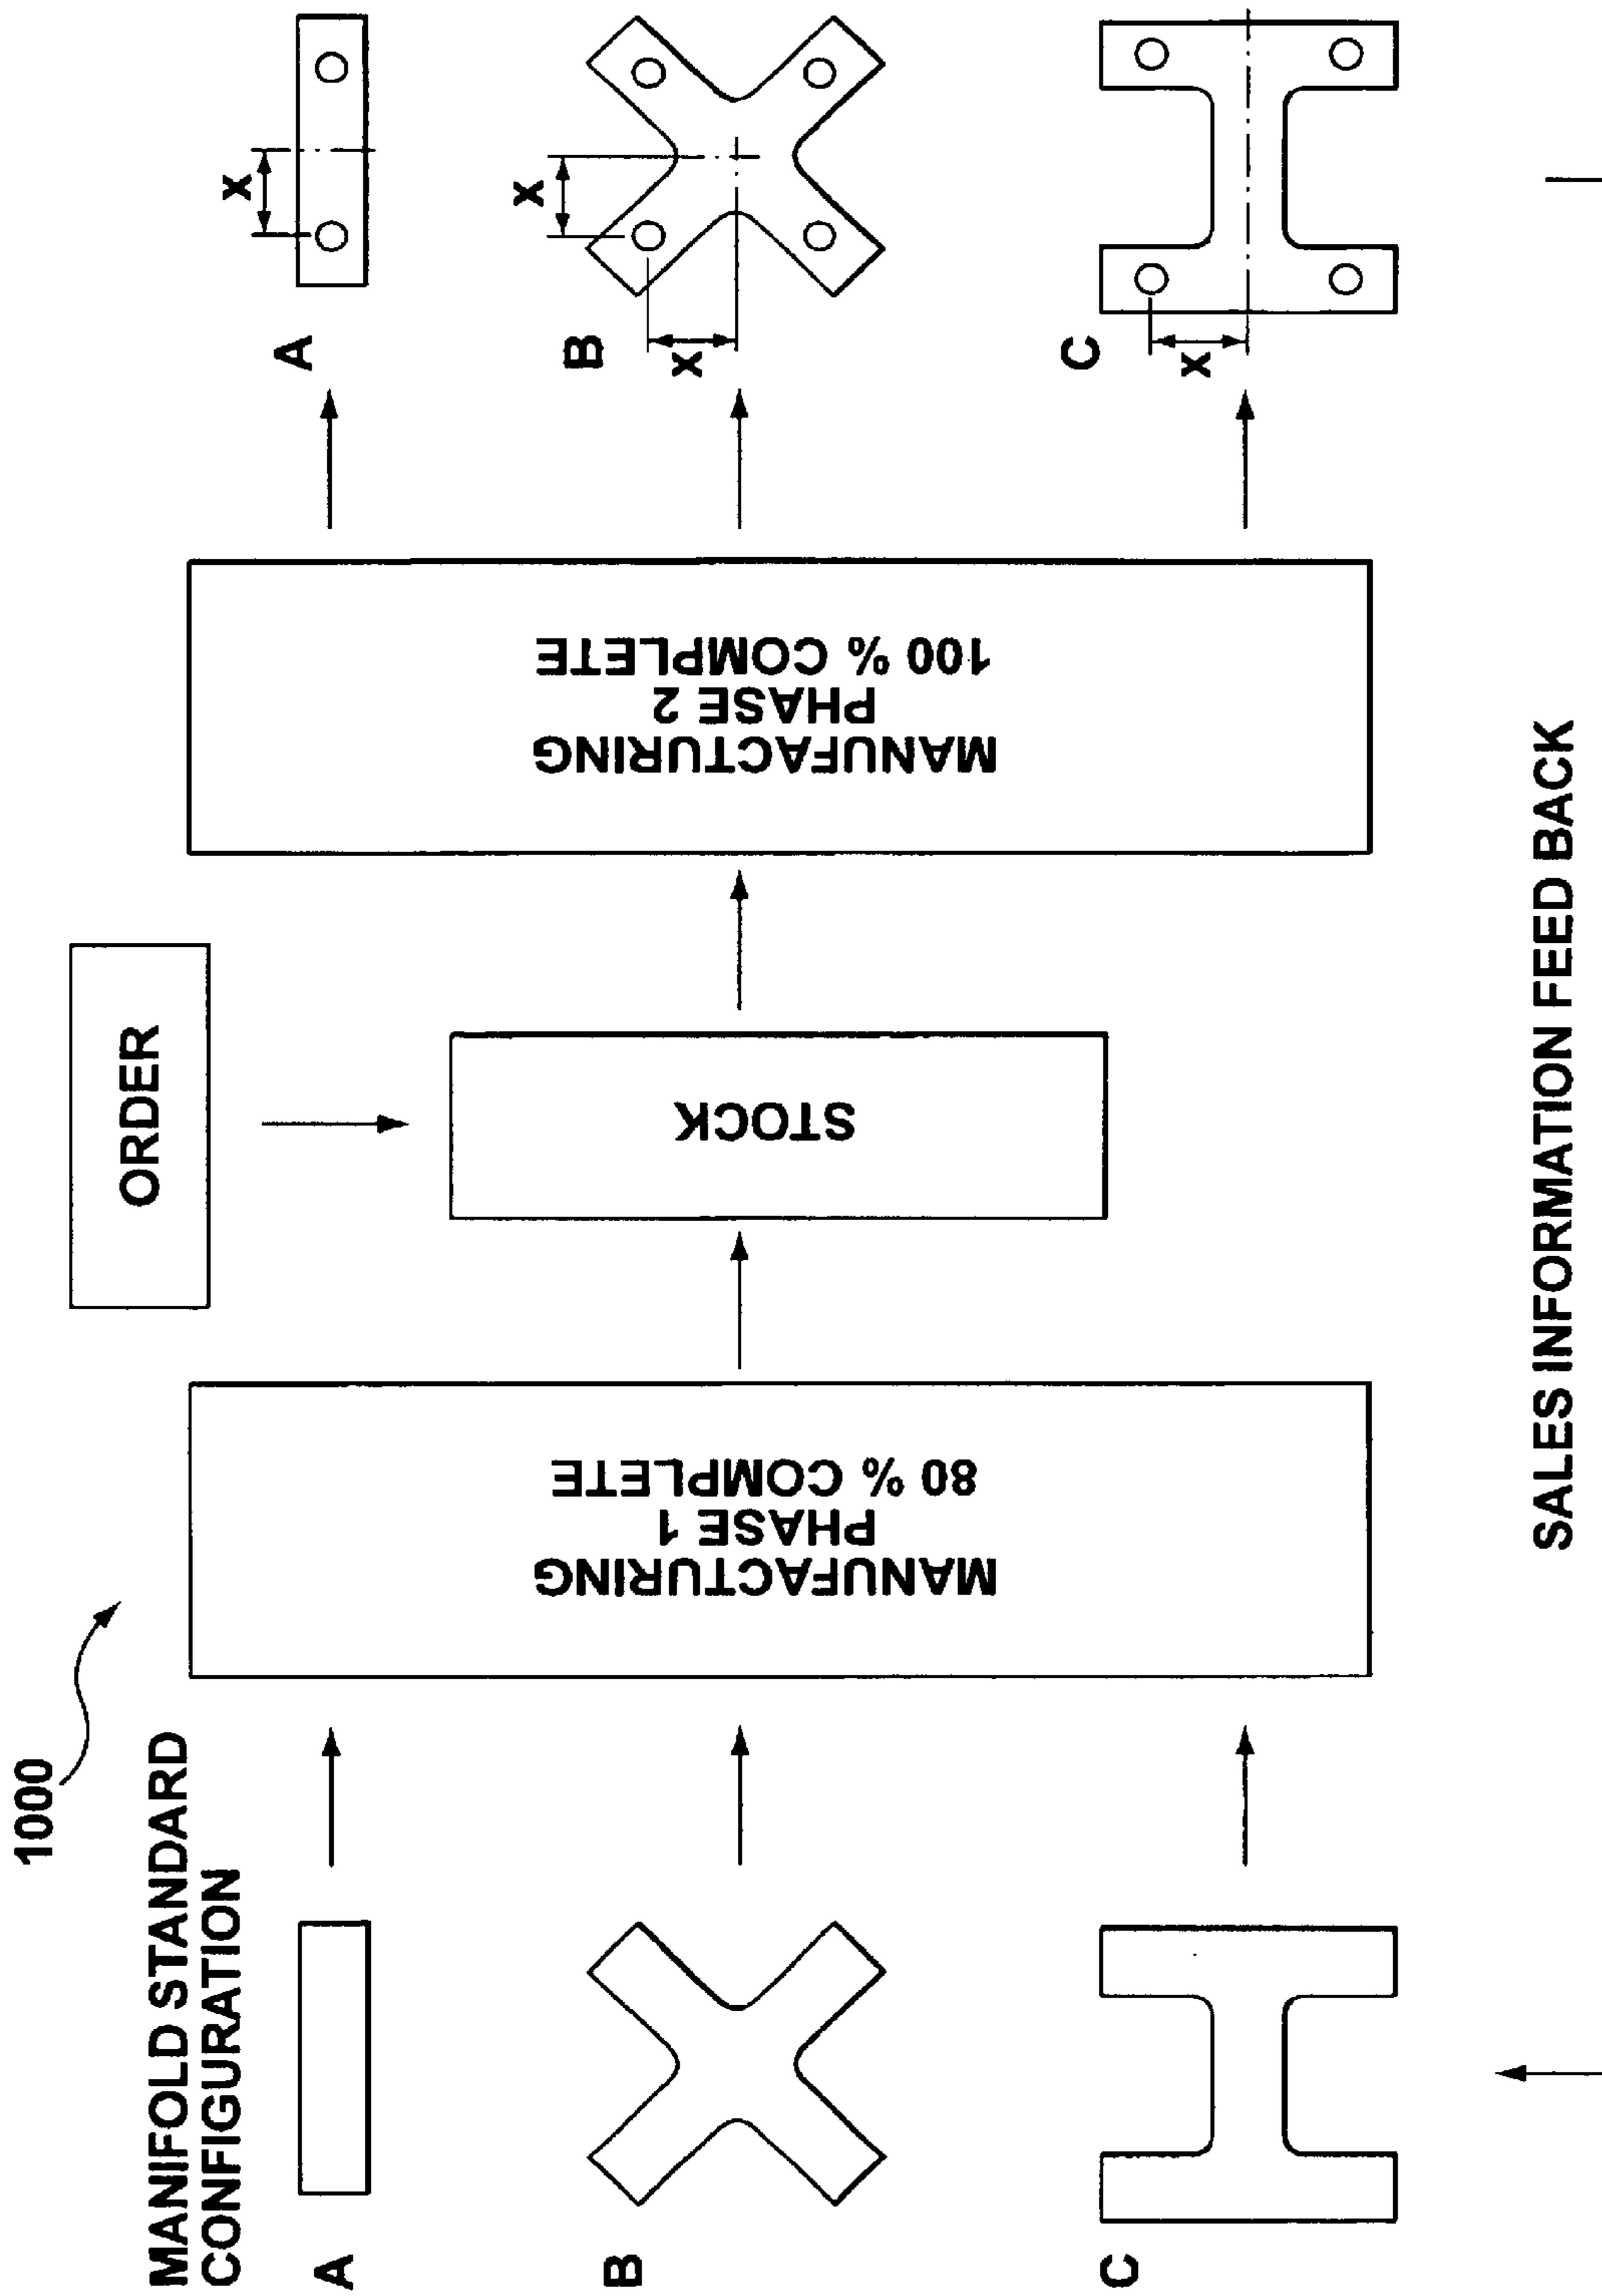 1000
MANIFOLD STANDARD
CONFIGURATION
A
B
C
MANUFACTURING
PHASE 1
80 % COMPLETE
ORDER
STOCK
MANUFACTURING
PHASE 2
100 % COMPLETE
A
X
B
X
X
C
X
SALES INFORMATION FEED BACK